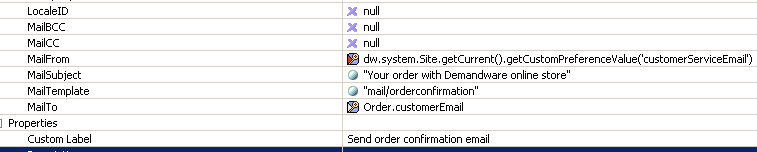 LocaleID null
MailBCC null
MailCC null
MailFrom dw.system.Site.getCurrent().getCustomPreferenceValue('customerServiceEmail')
MailSubject "Your order with Demandware online store"
MailTemplate "mail/orderconfirmation"
MailTo Order.customerEmail
Properties
Custom Label Send order confirmation email